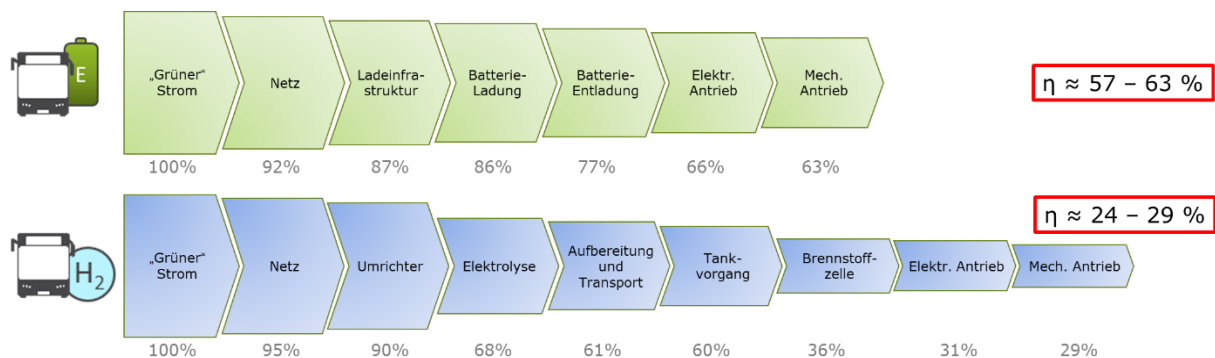 E
„Grüner“
Strom
Netz
Ladeinfra-
struktur
Batterie-
Ladung
Batterie-
Entladung
Elektr.
Antrieb
Mech.
Antrieb
η ≈ 57 – 63 %
100%
92%
87%
86%
77%
66%
63%
H2
„Grüner“
Strom
Netz
Umrichter
Elektrolyse
Aufbereitung
und
Transport
Tank-
vorgang
Brennstoff-
zelle
Elektr. Antrieb
Mech. Antrieb
η ≈ 24 – 29 %
100%
95%
90%
68%
61%
60%
36%
31%
29%